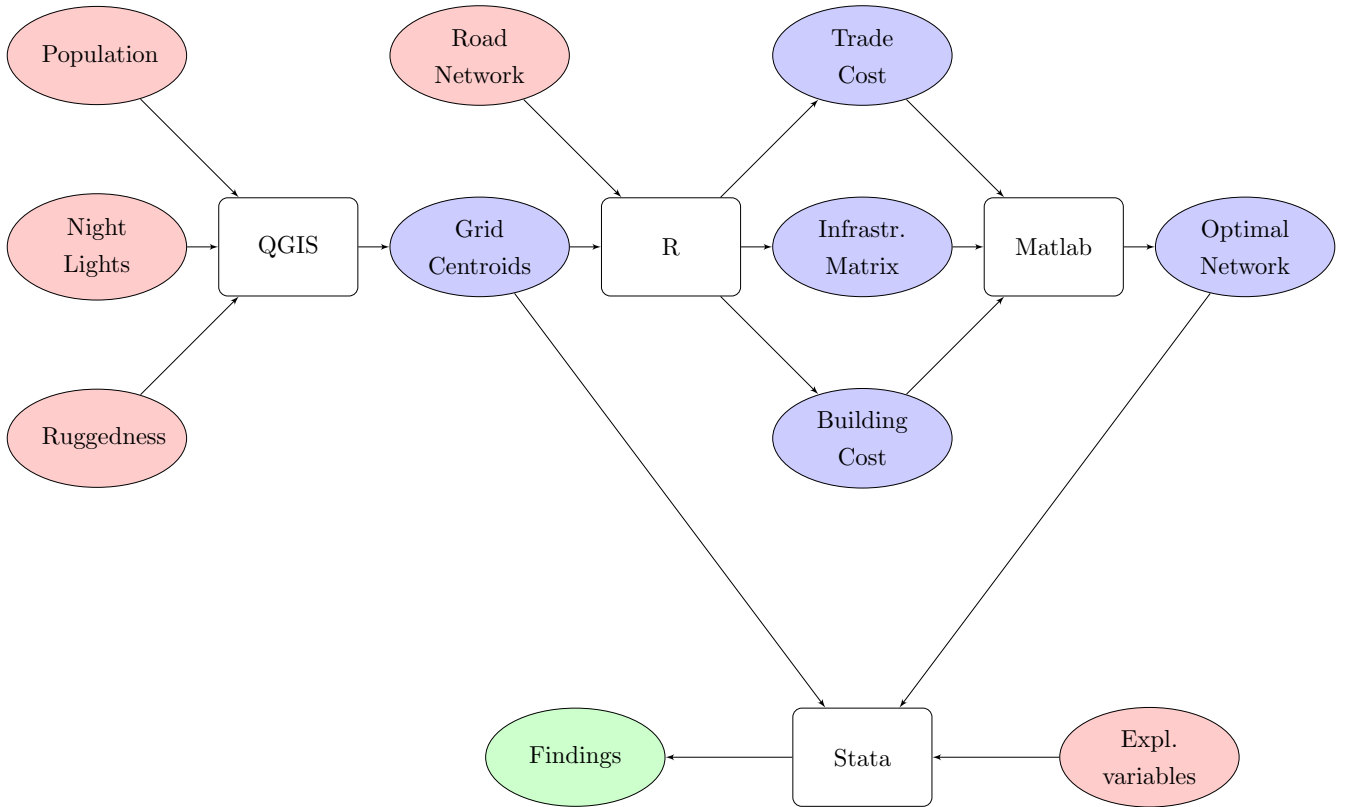 Population
Road
Network
Trade
Cost
Night
Lights
QGIS
Grid
Centroids
R
Infrastr.
Matrix
Matlab
Optimal
Network
Ruggedness
Building
Cost
Findings
Stata
Expl.
variables